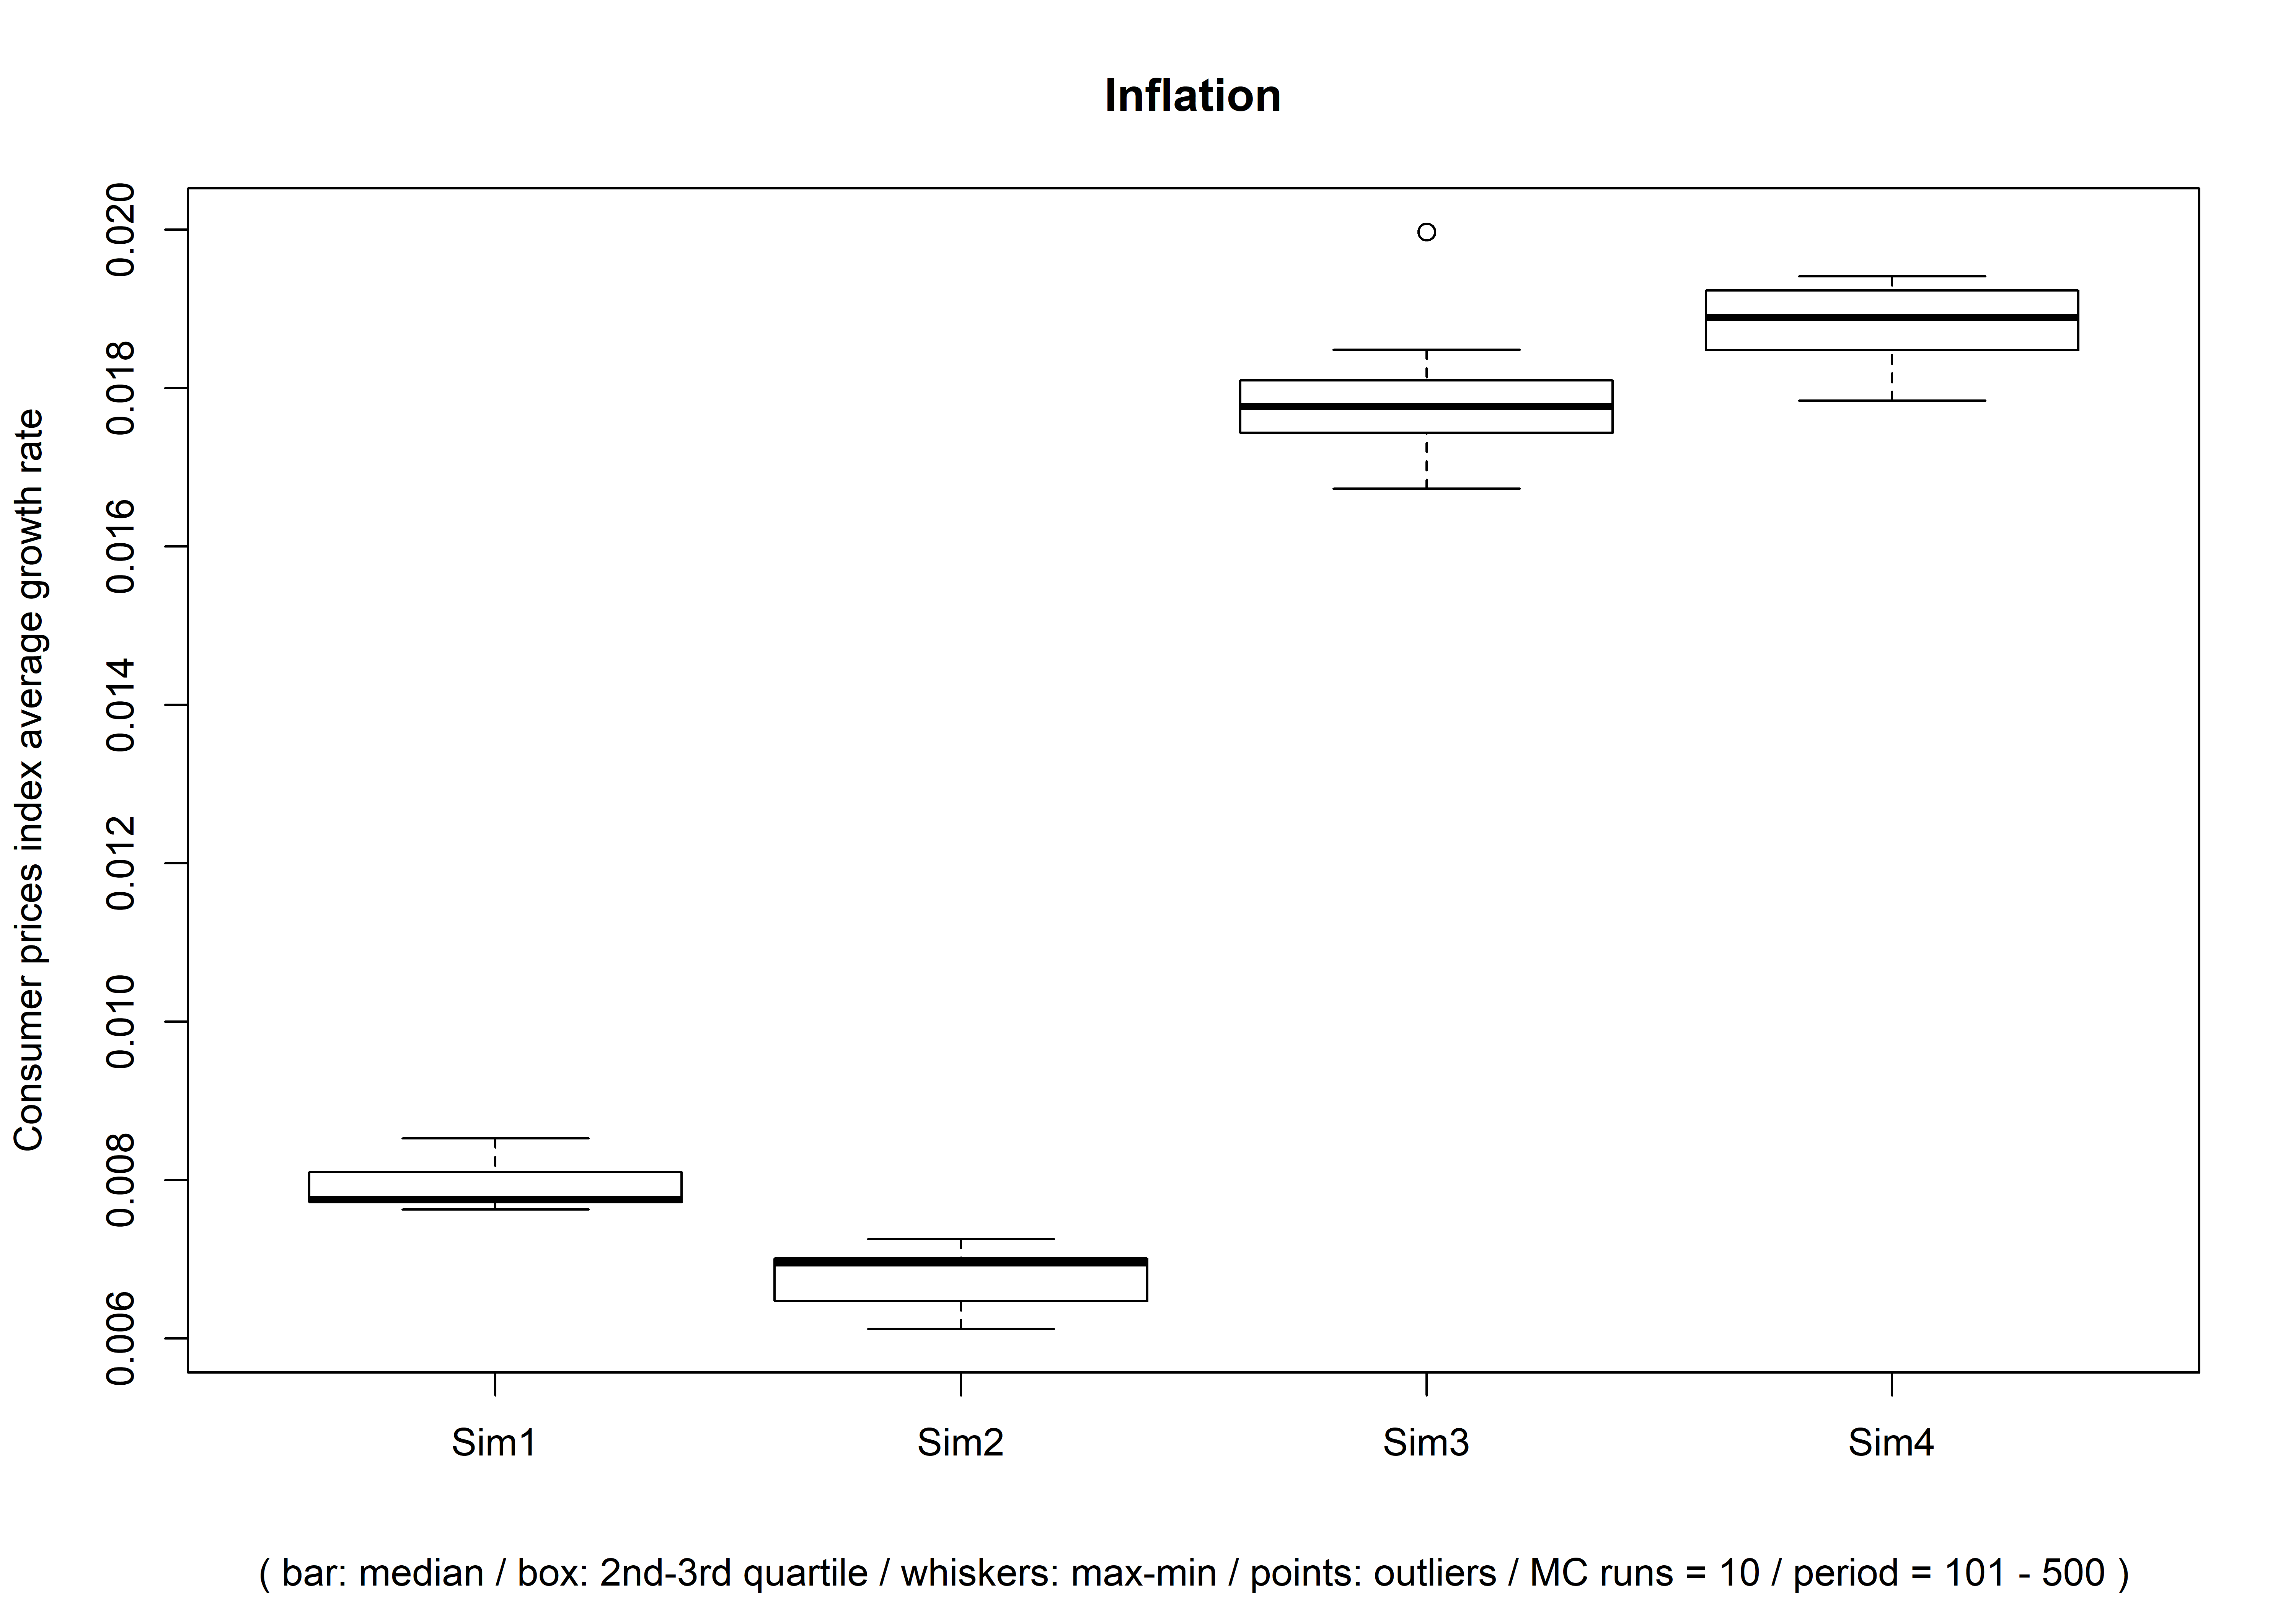 Inflation
Consumer prices index average growth rate
0.020
0.018
0.016
0.014
0.012
0.010
0.008
0.006
Sim1
Sim2
Sim3
Sim4
( bar: median / box: 2nd-3rd quartile / whiskers: max-min / points: outliers / MC runs = 10 / period = 101 - 500 )